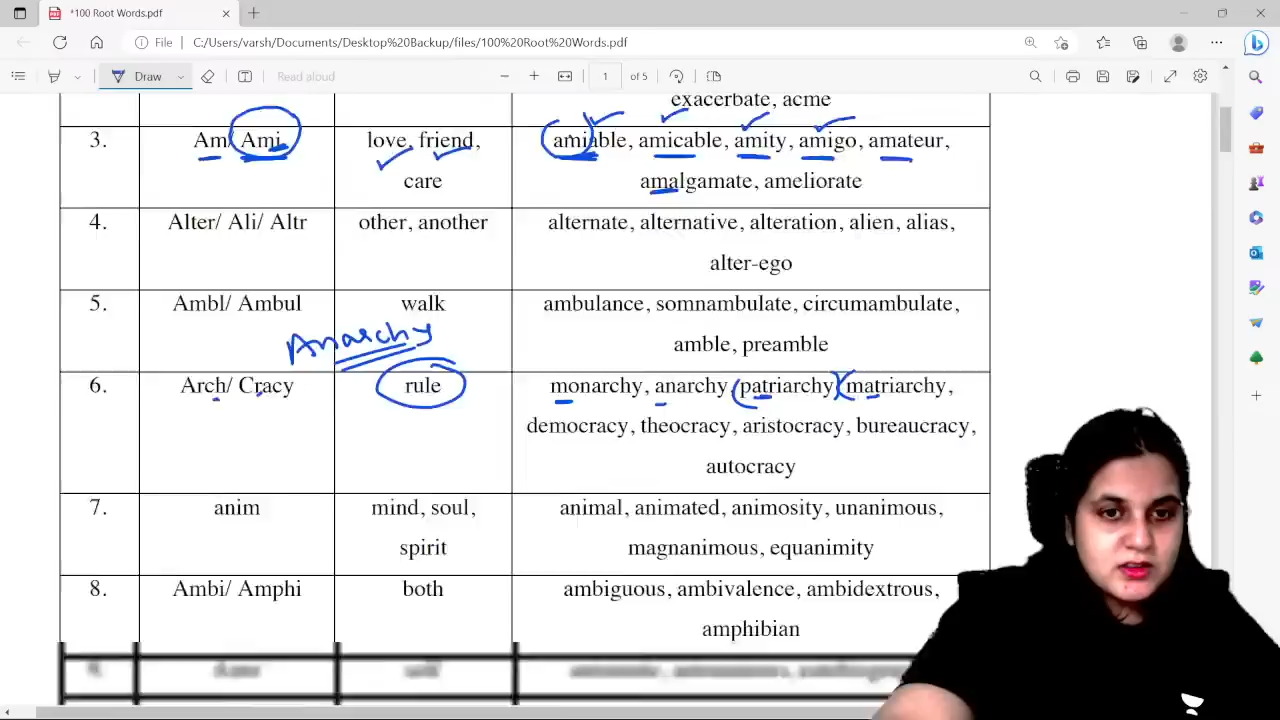 *100 Root Words.pdf
File C:/Users/varsh/Documents/Desktop%20Backup/files/100%20Root%20Words.pdf
Draw Read aloud 1 of 5
exacerbate, acme
3. Am/ Ami love, friend, amiable, amicable, amity, amigo, amateur,
care amalgamate, ameliorate
4. Alter/ Ali/ Altr other, another alternate, alternative, alteration, alien, alias,
alter-ego
5. Ambl/ Ambul walk ambulance, somnambulate, circumambulate,
Anarchy amble, preamble
6. Arch/ Cracy rule monarchy, anarchy, patriarchy, matriarchy,
democracy, theocracy, aristocracy, bureaucracy,
autocracy
7. anim mind, soul, animal, animated, animosity, unanimous,
spirit magnanimous, equanimity
8. Ambi/ Amphi both ambiguous, ambivalence, ambidextrous,
amphibian